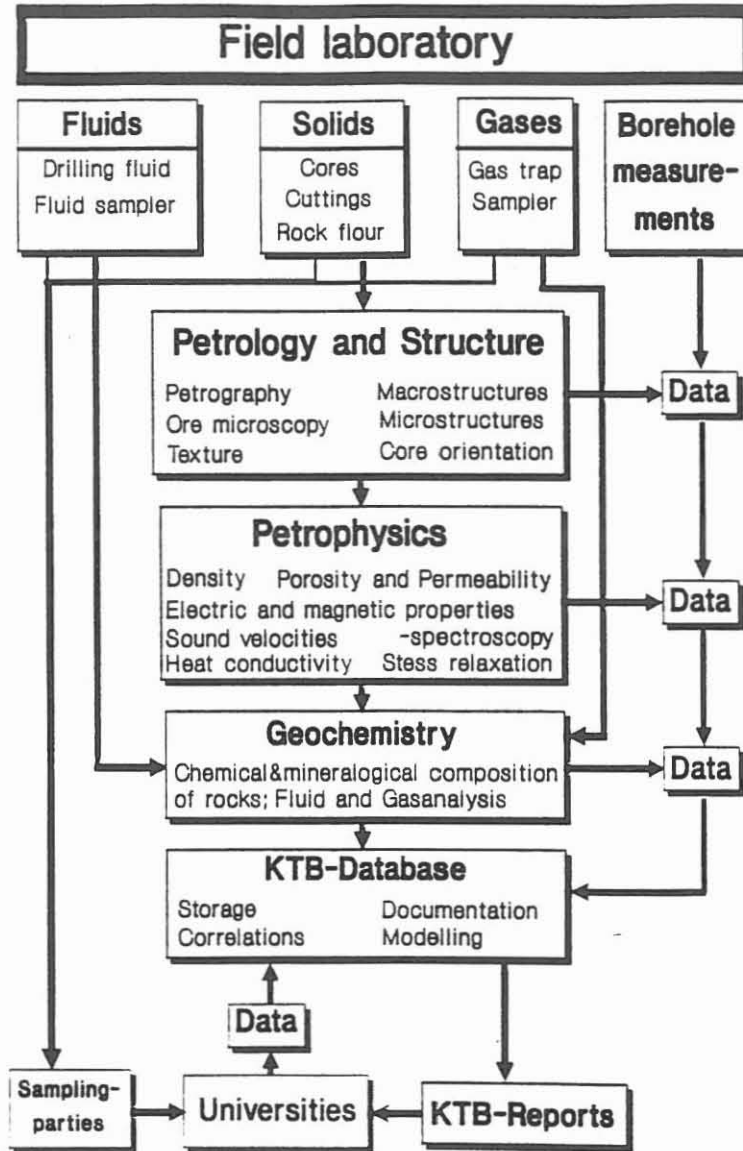 Field laboratory
Fluids
Drilling fluid
Fluid sampler
Solids
Cores
Cuttings
Rock flour
Gases
Gas trap
Sampler
Borehole
measure-
ments
Petrology and Structure
Petrography Macrostructures
Ore microscopy Microstructures
Texture Core orientation
Data
Petrophysics
Density Porosity and Permeability
Electric and magnetic properties
Sound velocities -spectroscopy
Heat conductivity Stess relaxation
Data
Geochemistry
Chemical&mineralogical composition
of rocks; Fluid and Gasanalysis
Data
KTB-Database
Storage Documentation
Correlations Modelling
Data
Sampling-
parties
Universities
KTB-Reports